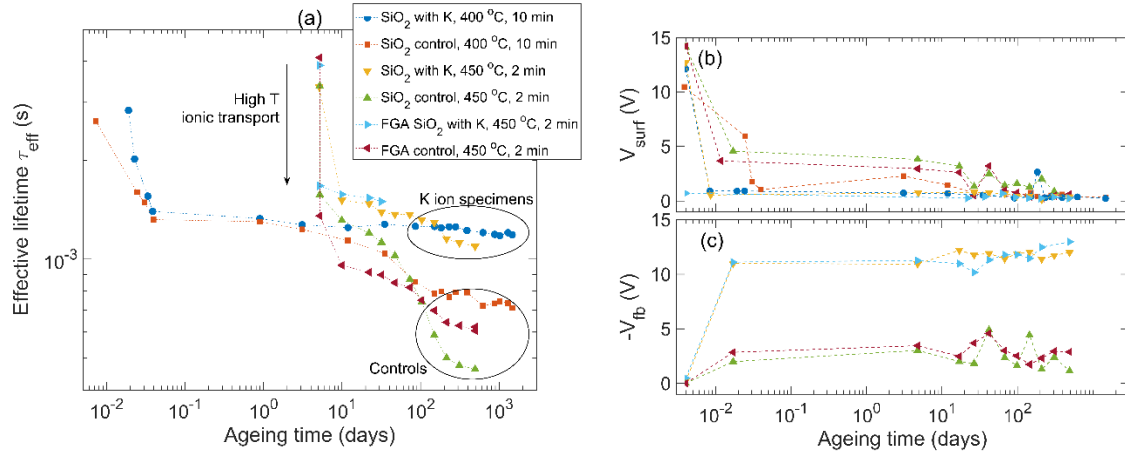 (a)
SiO2 with K, 400 °C, 10 min
SiO2 control, 400 °C, 10 min
SiO2 with K, 450 °C, 2 min
SiO2 control, 450 °C, 2 min
FGA SiO2 with K, 450 °C, 2 min
FGA control, 450 °C, 2 min
High T
ionic transport
K ion specimens
Controls
Effective lifetime τeff (s)
10-3
10-2
10-1
100
101
102
103
Ageing time (days)
(b)
Vsurf (V)
15
10
5
0
(c)
-Vfb (V)
15
10
5
0
10-2
10-1
100
101
102
Ageing time (days)